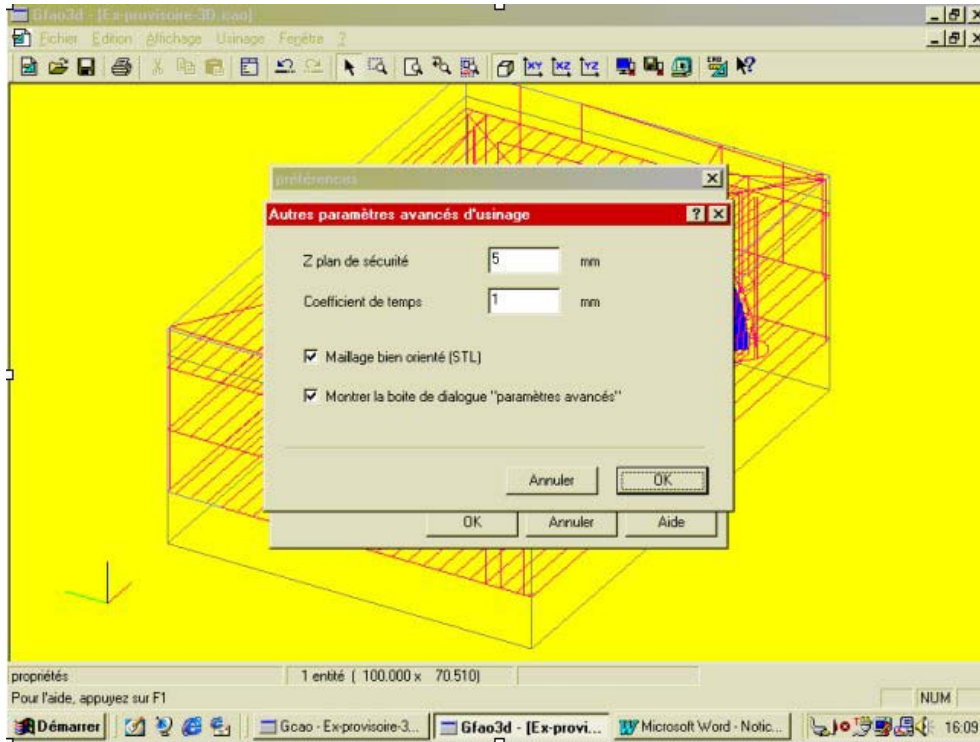 Gfao3d - [Ex-provisoire-3D.cao]
Fichier Edition Affichage Usinage Fenêtre ?
XY XZ YZ
préférences
Autres paramètres avancés d'usinage
Z plan de sécurité 5 mm
Coefficient de temps 1 mm
Maillage bien orienté (STL)
Montrer la boite de dialogue "paramètres avancés"
Annuler OK
OK Annuler Aide
propriétés 1 entité ( 100.000 x 70.510)
Pour l'aide, appuyez sur F1 NUM
Démarrer Gcao - Ex-provisoire-3... Gfao3d - [Ex-provi... Microsoft Word - Notic... 16:09